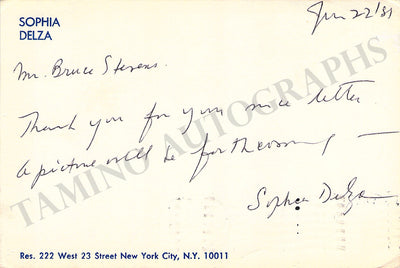 SOPHIA
DELZA
Jan 22 '81
Mr. Bruce Stevens.
Thank you for your nice letter
A picture will be forthcoming —
Sophia Delza
TAMINO AUTOGRAPHS
Res. 222 West 23 Street New York City, N.Y. 10011